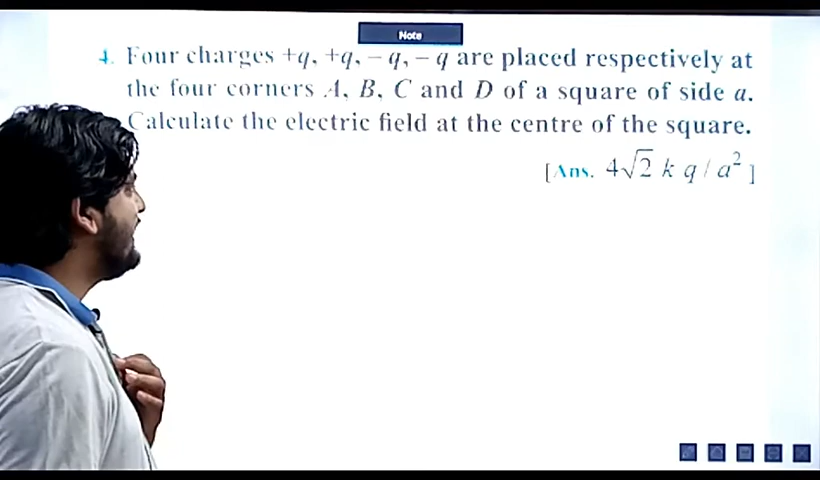 Note
4. Four charges +q, +q, − q, − q are placed respectively at
the four corners A, B, C and D of a square of side a.
Calculate the electric field at the centre of the square.
[Ans. 4√2 k q / a² ]